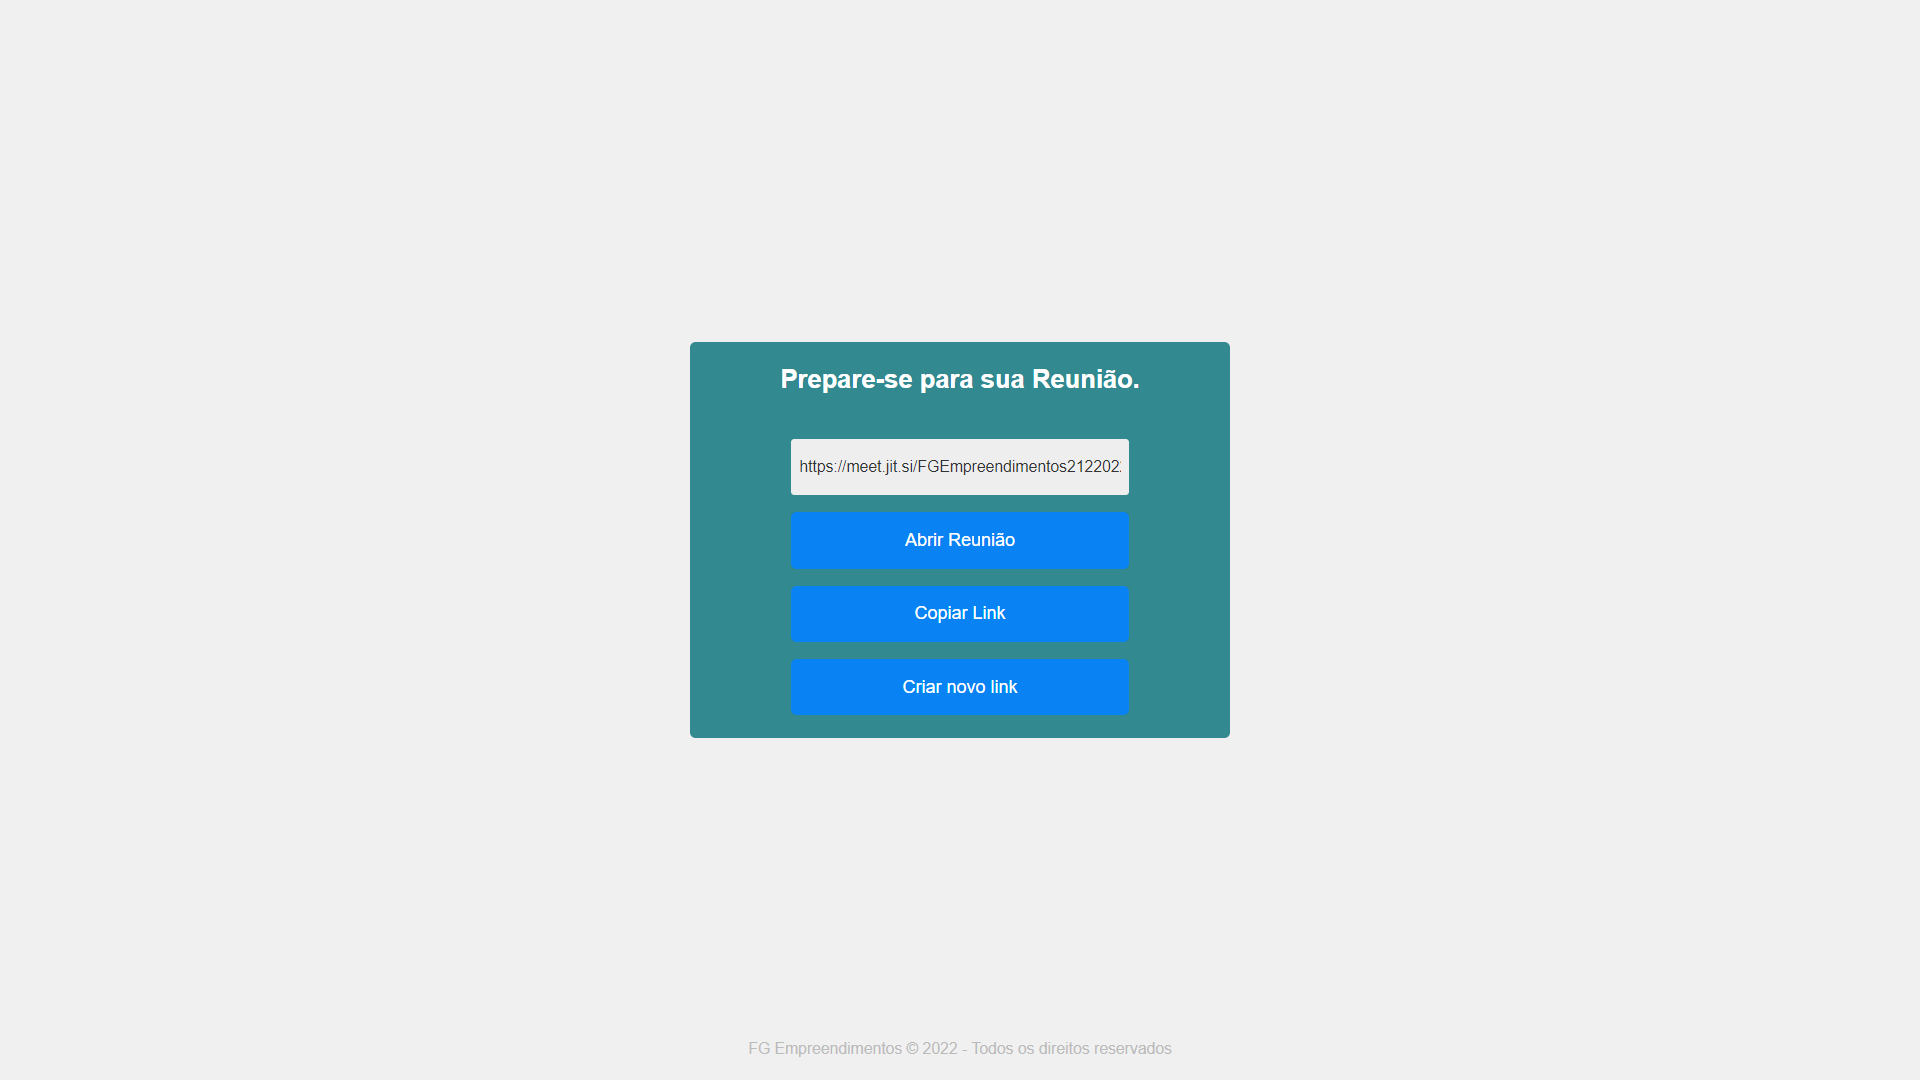 Prepare-se para sua Reunião.
https://meet.jit.si/FGEmpreendimentos212202
Abrir Reunião
Copiar Link
Criar novo link
FG Empreendimentos © 2022 - Todos os direitos reservados